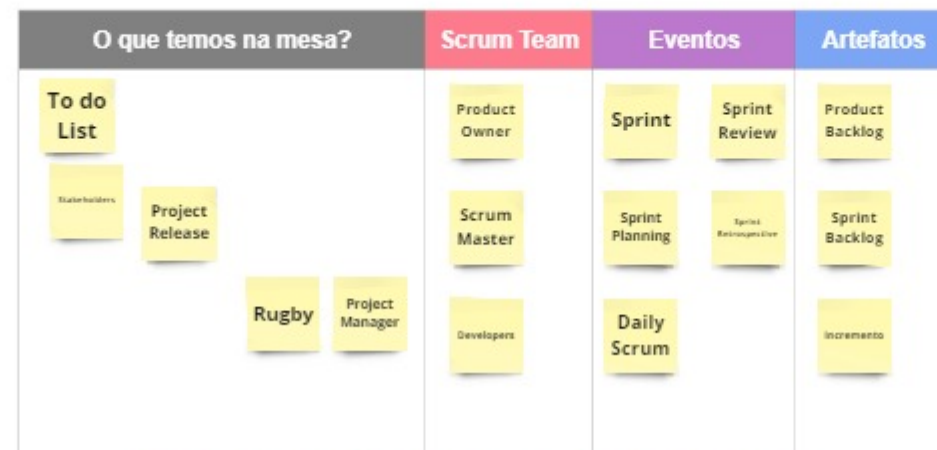 O que temos na mesa?
Scrum Team
Eventos
Artefatos
To do
List
Stakeholders
Project
Release
Rugby
Project
Manager
Product
Owner
Scrum
Master
Developers
Sprint
Sprint
Review
Sprint
Planning
Sprint
Retrospective
Daily
Scrum
Product
Backlog
Sprint
Backlog
Incremento